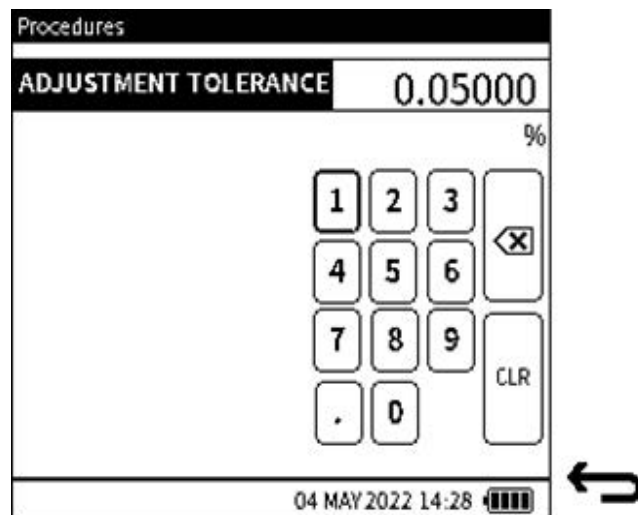 Procedures
ADJUSTMENT TOLERANCE 0.05000
%
1 2 3
4 5 6
7 8 9
CLR
. 0
04 MAY 2022 14:28